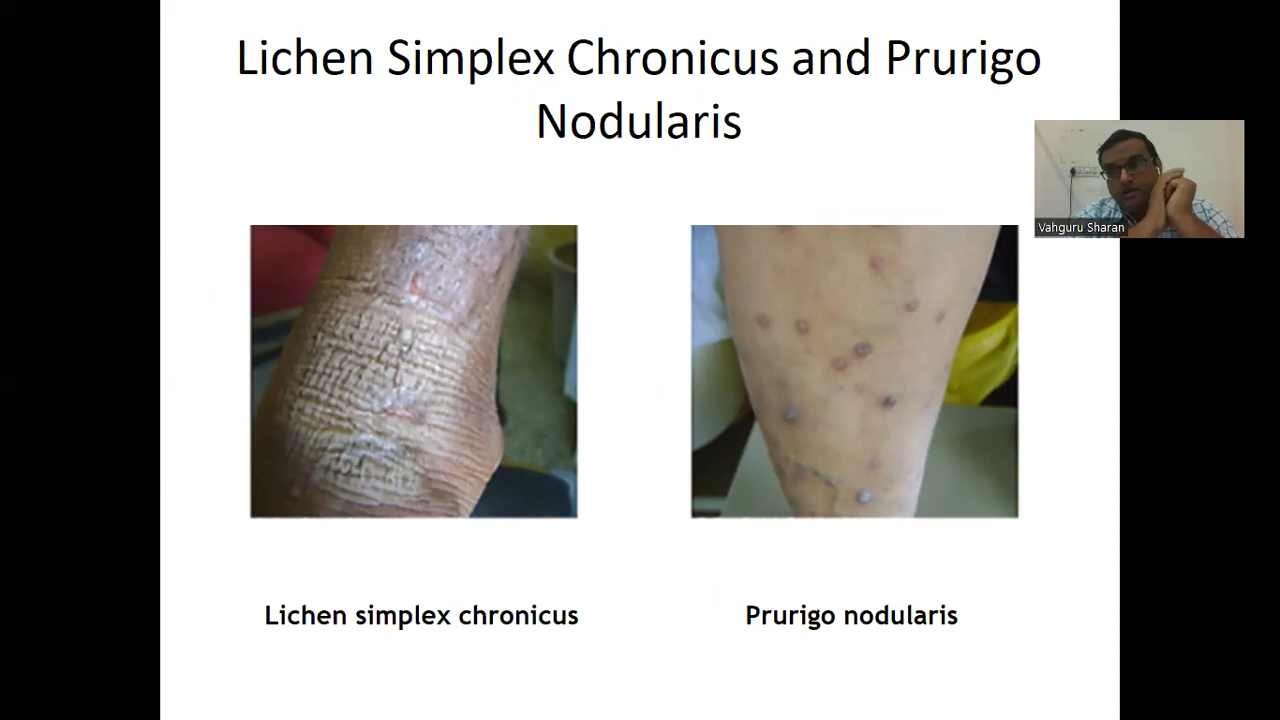 Lichen Simplex Chronicus and Prurigo
Nodularis
Vahguru Sharan
Lichen simplex chronicus
Prurigo nodularis